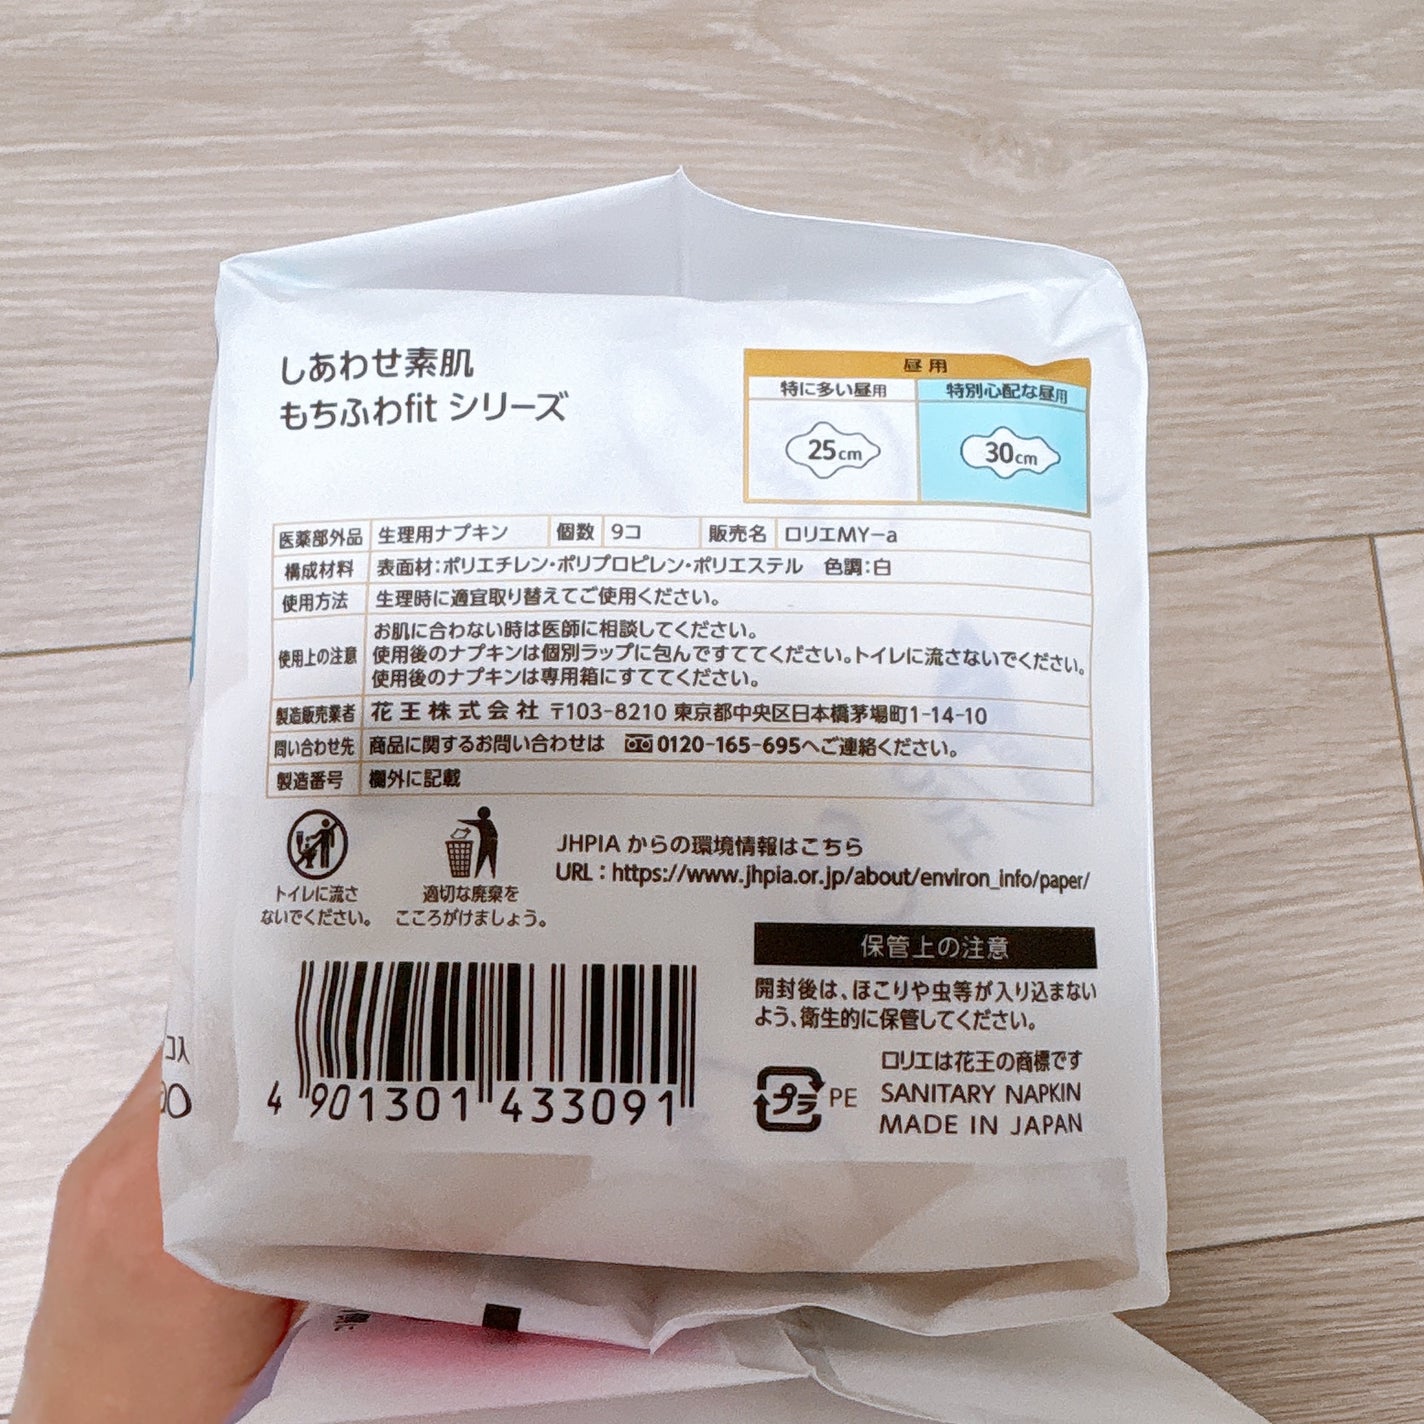 しあわせ素肌
もちふわfit シリーズ
昼用
特に多い昼用 特別心配な昼用
25cm 30cm
医薬部外品 生理用ナプキン 個数 9コ 販売名 ロリエMY-a
構成材料 表面材:ポリエチレン・ポリプロピレン・ポリエステル 色調:白
使用方法 生理時に適宜取り替えてご使用ください。
使用上の注意 お肌に合わない時は医師に相談してください。
使用後のナプキンは個別ラップに包んですててください。トイレに流さないでください。
使用後のナプキンは専用箱にすててください。
製造販売業者 花王株式会社 〒103-8210 東京都中央区日本橋茅場町1-14-10
問い合わせ先 商品に関するお問い合わせは 0120-165-695へご連絡ください。
製造番号 欄外に記載
トイレに流さ
ないでください。
適切な廃棄を
こころがけましょう。
JHPIA からの環境情報はこちら
URL:https://www.jhpia.or.jp/about/environ_info/paper/
保管上の注意
開封後は、ほこりや虫等が入り込まない
よう、衛生的に保管してください。
4 901301 433091
プラ PE
ロリエは花王の商標です
SANITARY NAPKIN
MADE IN JAPAN
コ入